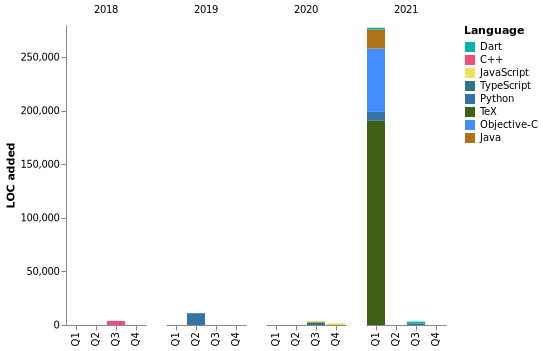 2018 2019 2020 2021
Language
Dart
C++
JavaScript
TypeScript
Python
TeX
Objective-C
Java
LOC added
250,000
200,000
150,000
100,000
50,000
0
Q1 Q2 Q3 Q4 Q1 Q2 Q3 Q4 Q1 Q2 Q3 Q4 Q1 Q2 Q3 Q4